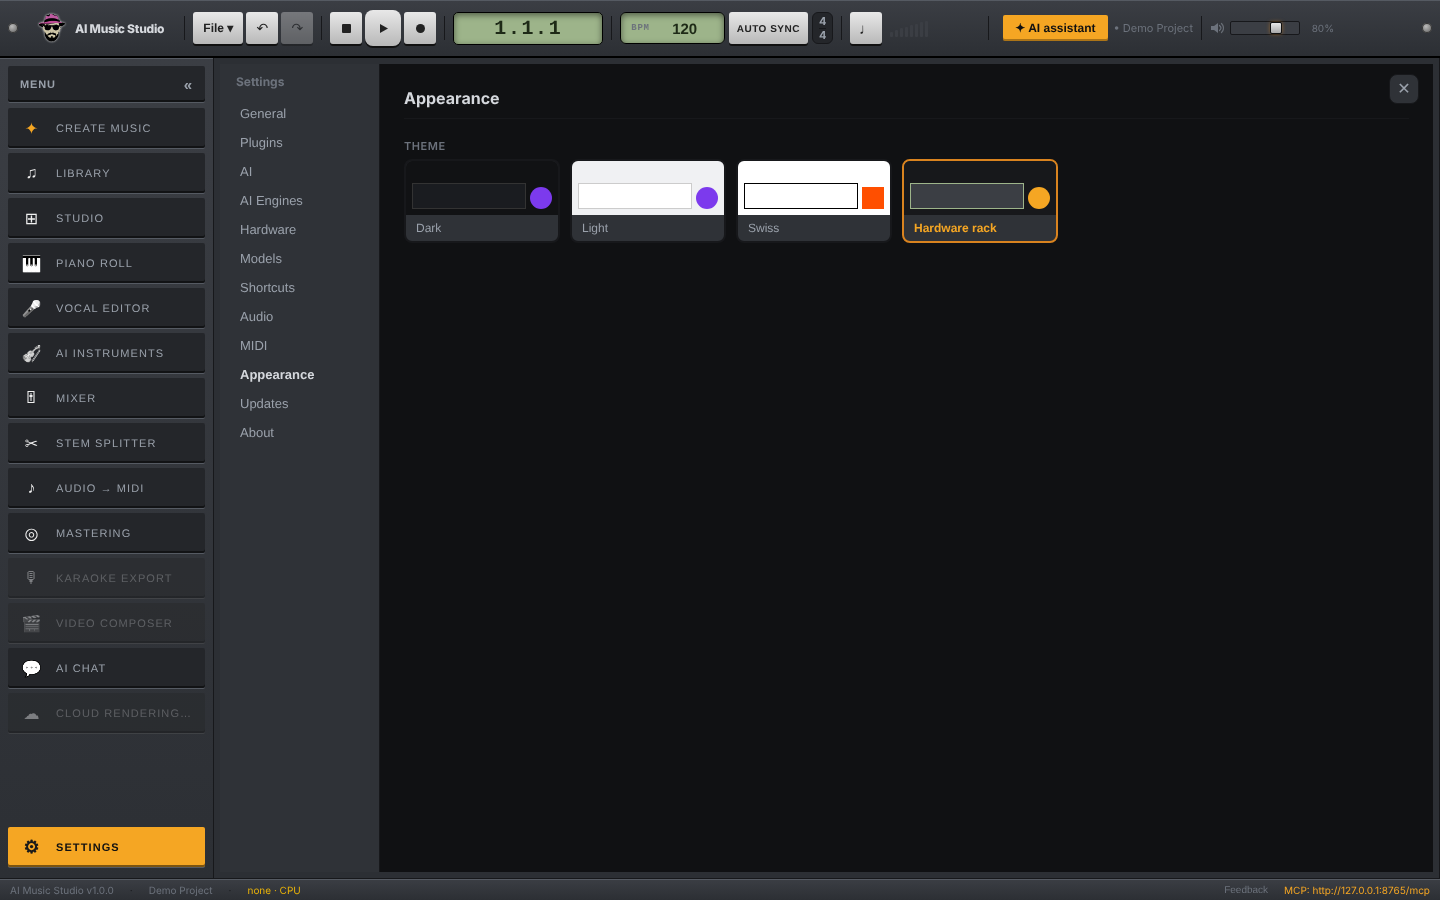 AI Music Studio
File ▾
1.1.1
BPM 120
AUTO SYNC
4
4
✦ AI assistant
• Demo Project
80%
MENU
«
CREATE MUSIC
LIBRARY
STUDIO
PIANO ROLL
VOCAL EDITOR
AI INSTRUMENTS
MIXER
STEM SPLITTER
AUDIO → MIDI
MASTERING
KARAOKE EXPORT
VIDEO COMPOSER
AI CHAT
CLOUD RENDERING...
SETTINGS
Settings
General
Plugins
AI
AI Engines
Hardware
Models
Shortcuts
Audio
MIDI
Appearance
Updates
About
Appearance
THEME
Dark
Light
Swiss
Hardware rack
AI Music Studio v1.0.0 · Demo Project · none · CPU
Feedback
MCP: http://127.0.0.1:8765/mcp